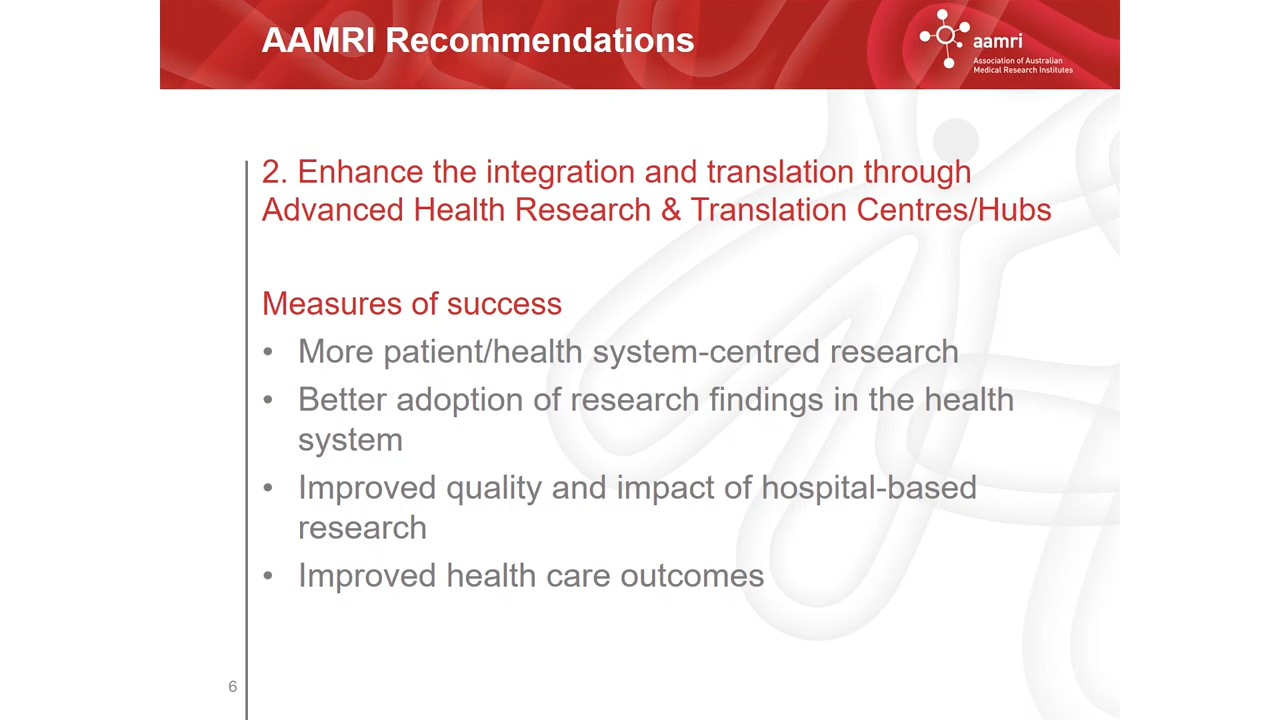 AAMRI Recommendations
aamri
Association of Australian
Medical Research Institutes
2. Enhance the integration and translation through
Advanced Health Research & Translation Centres/Hubs
Measures of success
• More patient/health system-centred research
• Better adoption of research findings in the health
system
• Improved quality and impact of hospital-based
research
• Improved health care outcomes
6